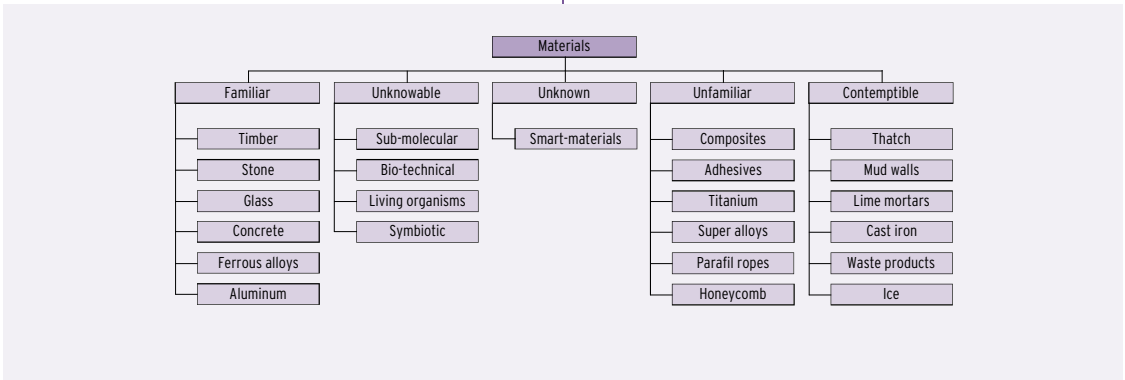 Materials
Familiar
Timber
Stone
Glass
Concrete
Ferrous alloys
Aluminum
Unknowable
Sub-molecular
Bio-technical
Living organisms
Symbiotic
Unknown
Smart-materials
Unfamiliar
Composites
Adhesives
Titanium
Super alloys
Parafil ropes
Honeycomb
Contemptible
Thatch
Mud walls
Lime mortars
Cast iron
Waste products
Ice